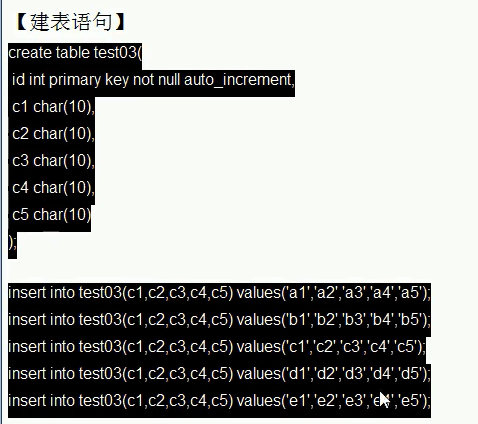 【建表语句】
create table test03(
id int primary key not null auto_increment,
c1 char(10),
c2 char(10),
c3 char(10),
c4 char(10),
c5 char(10)
);
insert into test03(c1,c2,c3,c4,c5) values('a1','a2','a3','a4','a5');
insert into test03(c1,c2,c3,c4,c5) values('b1','b2','b3','b4','b5');
insert into test03(c1,c2,c3,c4,c5) values('c1','c2','c3','c4','c5');
insert into test03(c1,c2,c3,c4,c5) values('d1','d2','d3','d4','d5');
insert into test03(c1,c2,c3,c4,c5) values('e1','e2','e3','e4','e5');